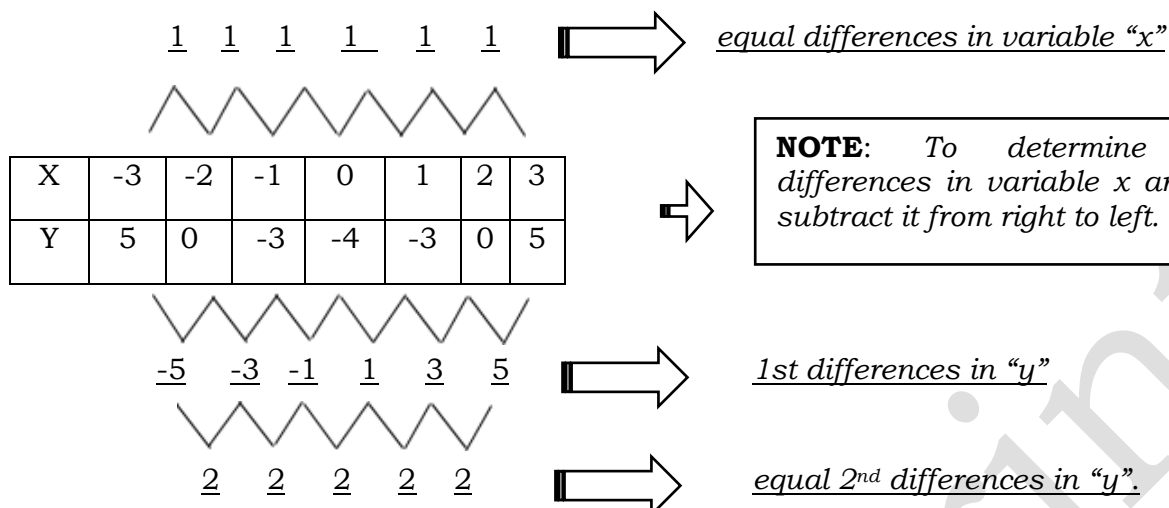 1 1 1 1 1 1 equal differences in variable “x”
NOTE: To determine
differences in variable x
subtract it from right to left.
X -3 -2 -1 0 1 2 3
Y 5 0 -3 -4 -3 0 5
-5 -3 -1 1 3 5 1st differences in “y”
2 2 2 2 2 equal 2nd differences in “y”.